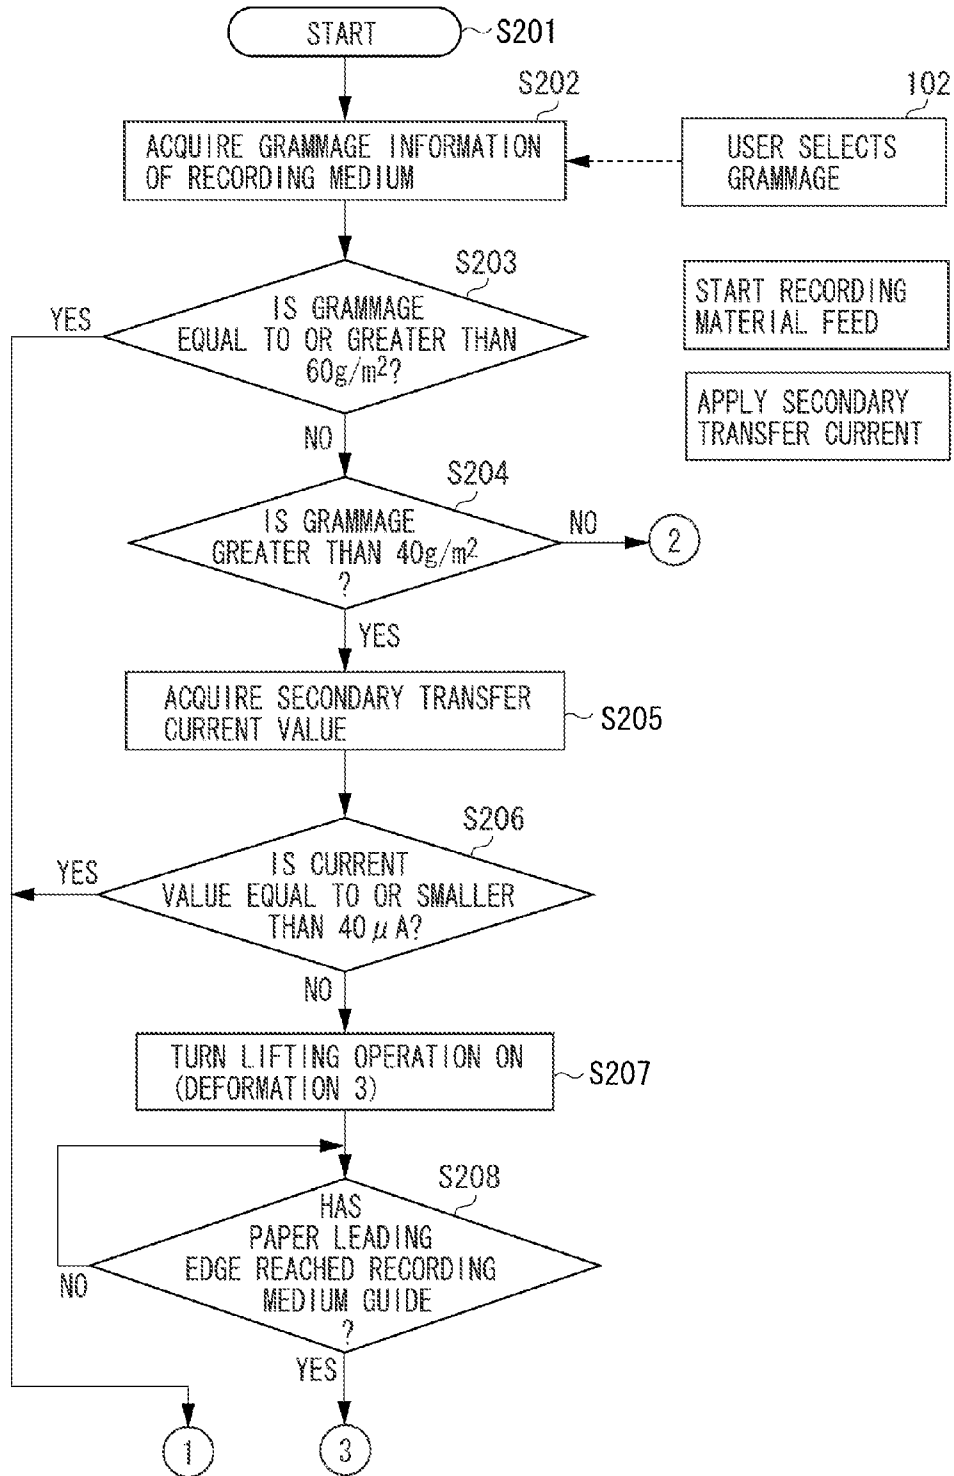 START
S201
S202
102
ACQUIRE GRAMMAGE INFORMATION
OF RECORDING MEDIUM
USER SELECTS
GRAMMAGE
S203
YES
IS GRAMMAGE
EQUAL TO OR GREATER THAN
60g/m²?
START RECORDING
MATERIAL FEED
APPLY SECONDARY
TRANSFER CURRENT
NO
S204
IS GRAMMAGE
GREATER THAN 40g/m²
?
NO
2
YES
ACQUIRE SECONDARY TRANSFER
CURRENT VALUE
S205
S206
YES
IS CURRENT
VALUE EQUAL TO OR SMALLER
THAN 40 μA?
NO
TURN LIFTING OPERATION ON
(DEFORMATION 3)
S207
S208
HAS
PAPER LEADING
EDGE REACHED RECORDING
MEDIUM GUIDE
?
NO
YES
1
3